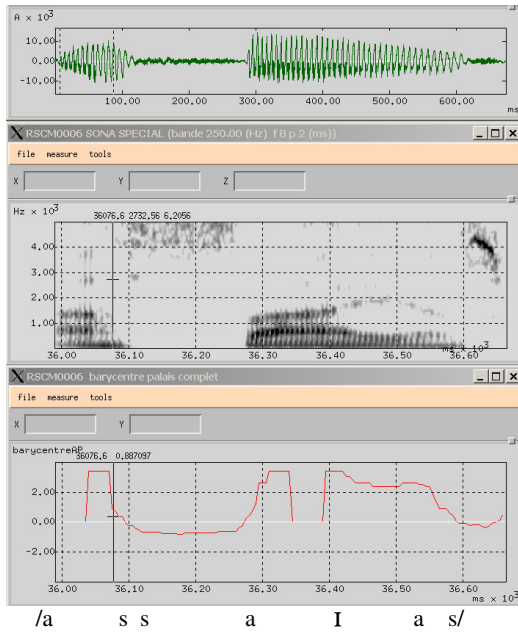 A × 10³
10.00
0.00
-10.00
100.00 200.00 300.00 400.00 500.00 600.00
ms
RSCM0006 SONA SPECIAL (bande 250.00 (Hz) f 8 p 2 (ms))
file measure tools
X Y Z
Hz × 10³
36076.6 2732.56 6.2056
4.00
3.00
2.00
1.00
36.00 36.10 36.20 36.30 36.40 36.50 36.60
ms × 10³
RSCM0006 barycentre palais complet
file measure tools
X Y
barycentreAP
36076.6 0.887097
2.00
0.00
-2.00
36.00 36.10 36.20 36.30 36.40 36.50 36.60
ms × 10³
/a s s a I a s/